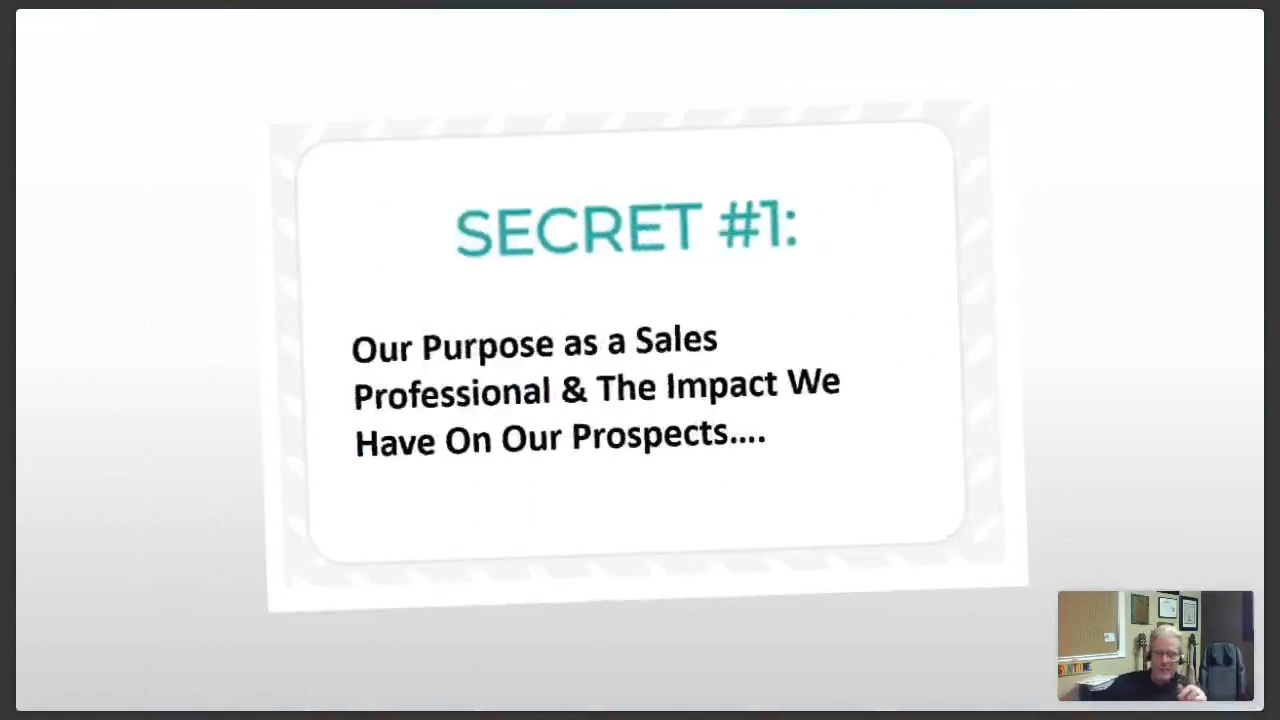 SECRET #1:
Our Purpose as a Sales
Professional & The Impact We
Have On Our Prospects....